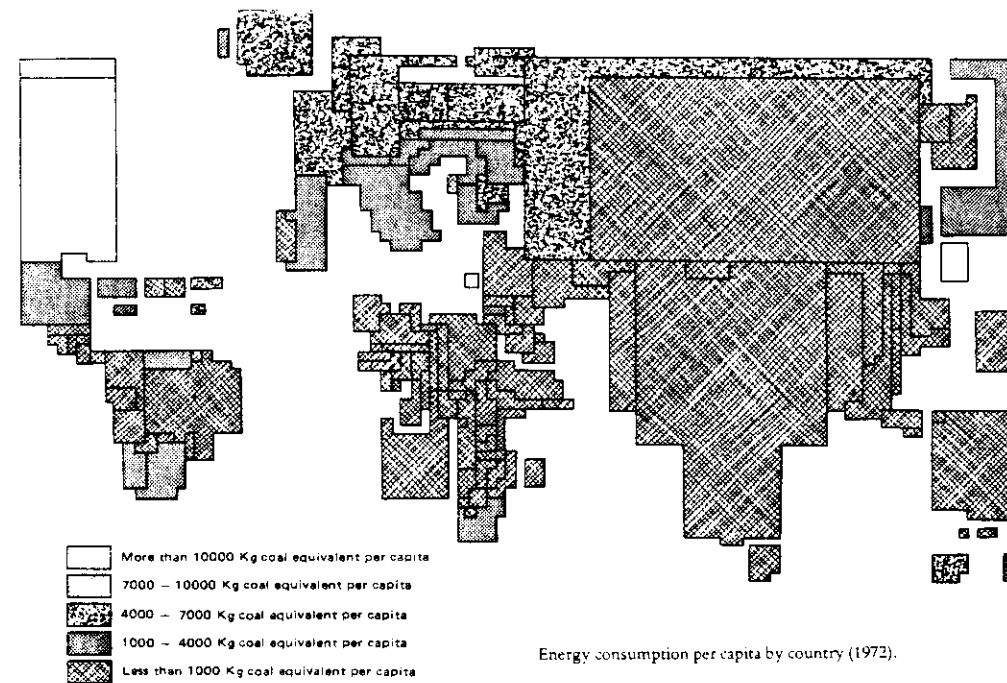 More than 10000 Kg coal equivalent per capita
7000 – 10000 Kg coal equivalent per capita
4000 – 7000 Kg coal equivalent per capita
1000 – 4000 Kg coal equivalent per capita
Less than 1000 Kg coal equivalent per capita
Energy consumption per capita by country (1972).